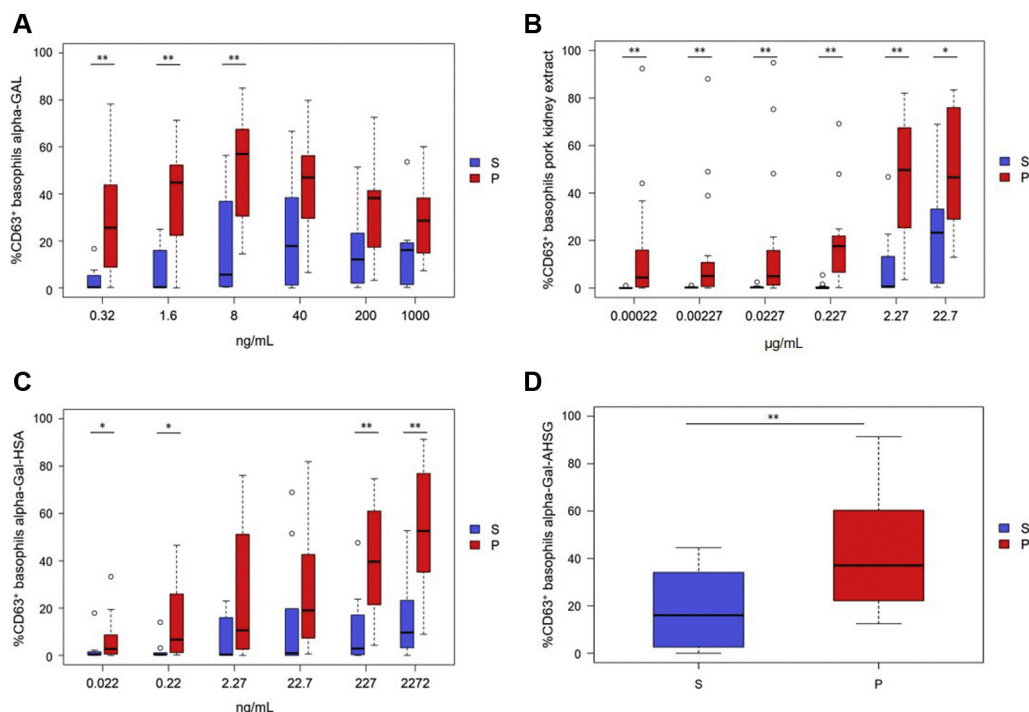 A
%CD63⁺ basophils alpha-GAL
100
80
60
40
20
0
** ** **
0.32 1.6 8 40 200 1000
ng/mL
S
P
B
%CD63⁺ basophils pork kidney extract
100
80
60
40
20
0
** ** ** ** ** *
0.00022 0.00227 0.0227 0.227 2.27 22.7
µg/mL
S
P
C
%CD63⁺ basophils alpha-Gal-HSA
100
80
60
40
20
0
* * ** **
0.022 0.22 2.27 22.7 227 2272
ng/mL
S
P
D
%CD63⁺ basophils alpha-Gal-AHSG
100
80
60
40
20
0
**
S P
S
P